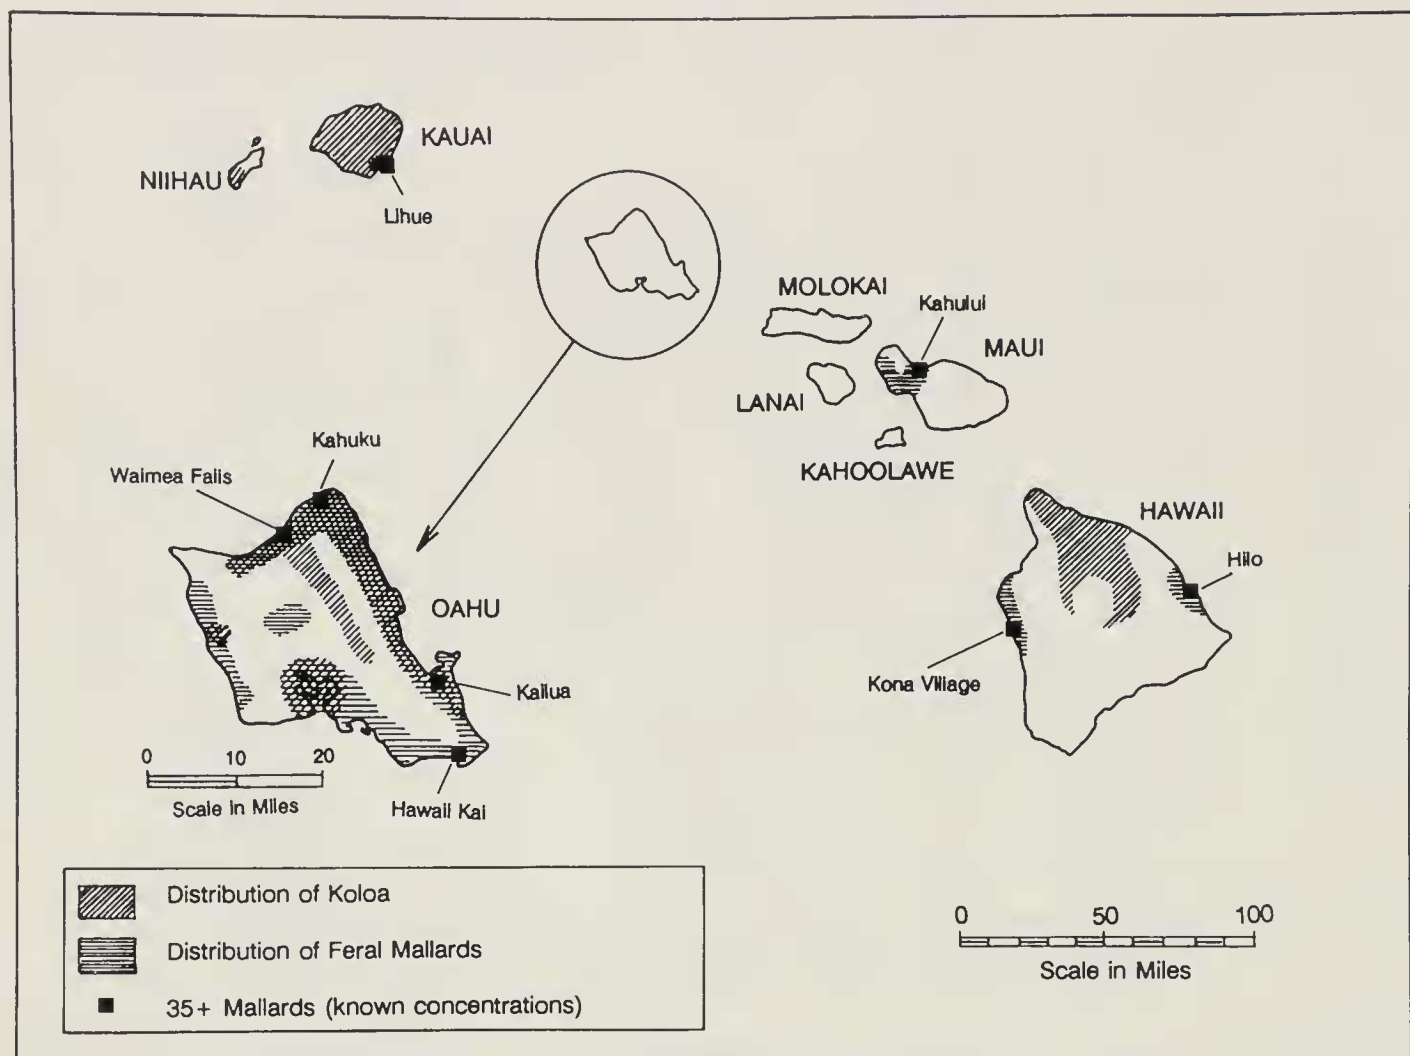 KAUAI
NIIHAU
Lihue
MOLOKAI
Kahului
MAUI
LANAI
KAHOOLAWE
Kahuku
Waimea Falls
HAWAII
Hilo
OAHU
Kona Village
Kailua
0 10 20
Scale in Miles
Hawaii Kai
Distribution of Koloa
Distribution of Feral Mallards
35+ Mallards (known concentrations)
0 50 100
Scale in Miles